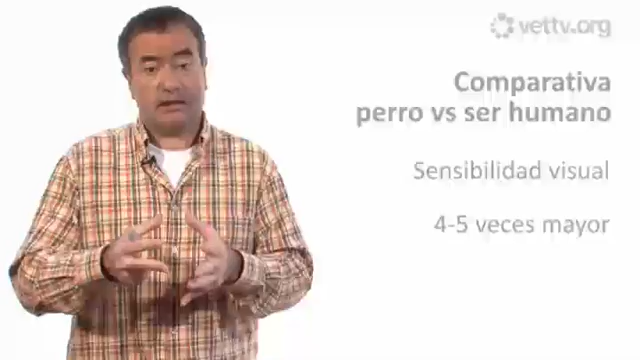 vettv.org
Comparativa
perro vs ser humano
Sensibilidad visual
4-5 veces mayor